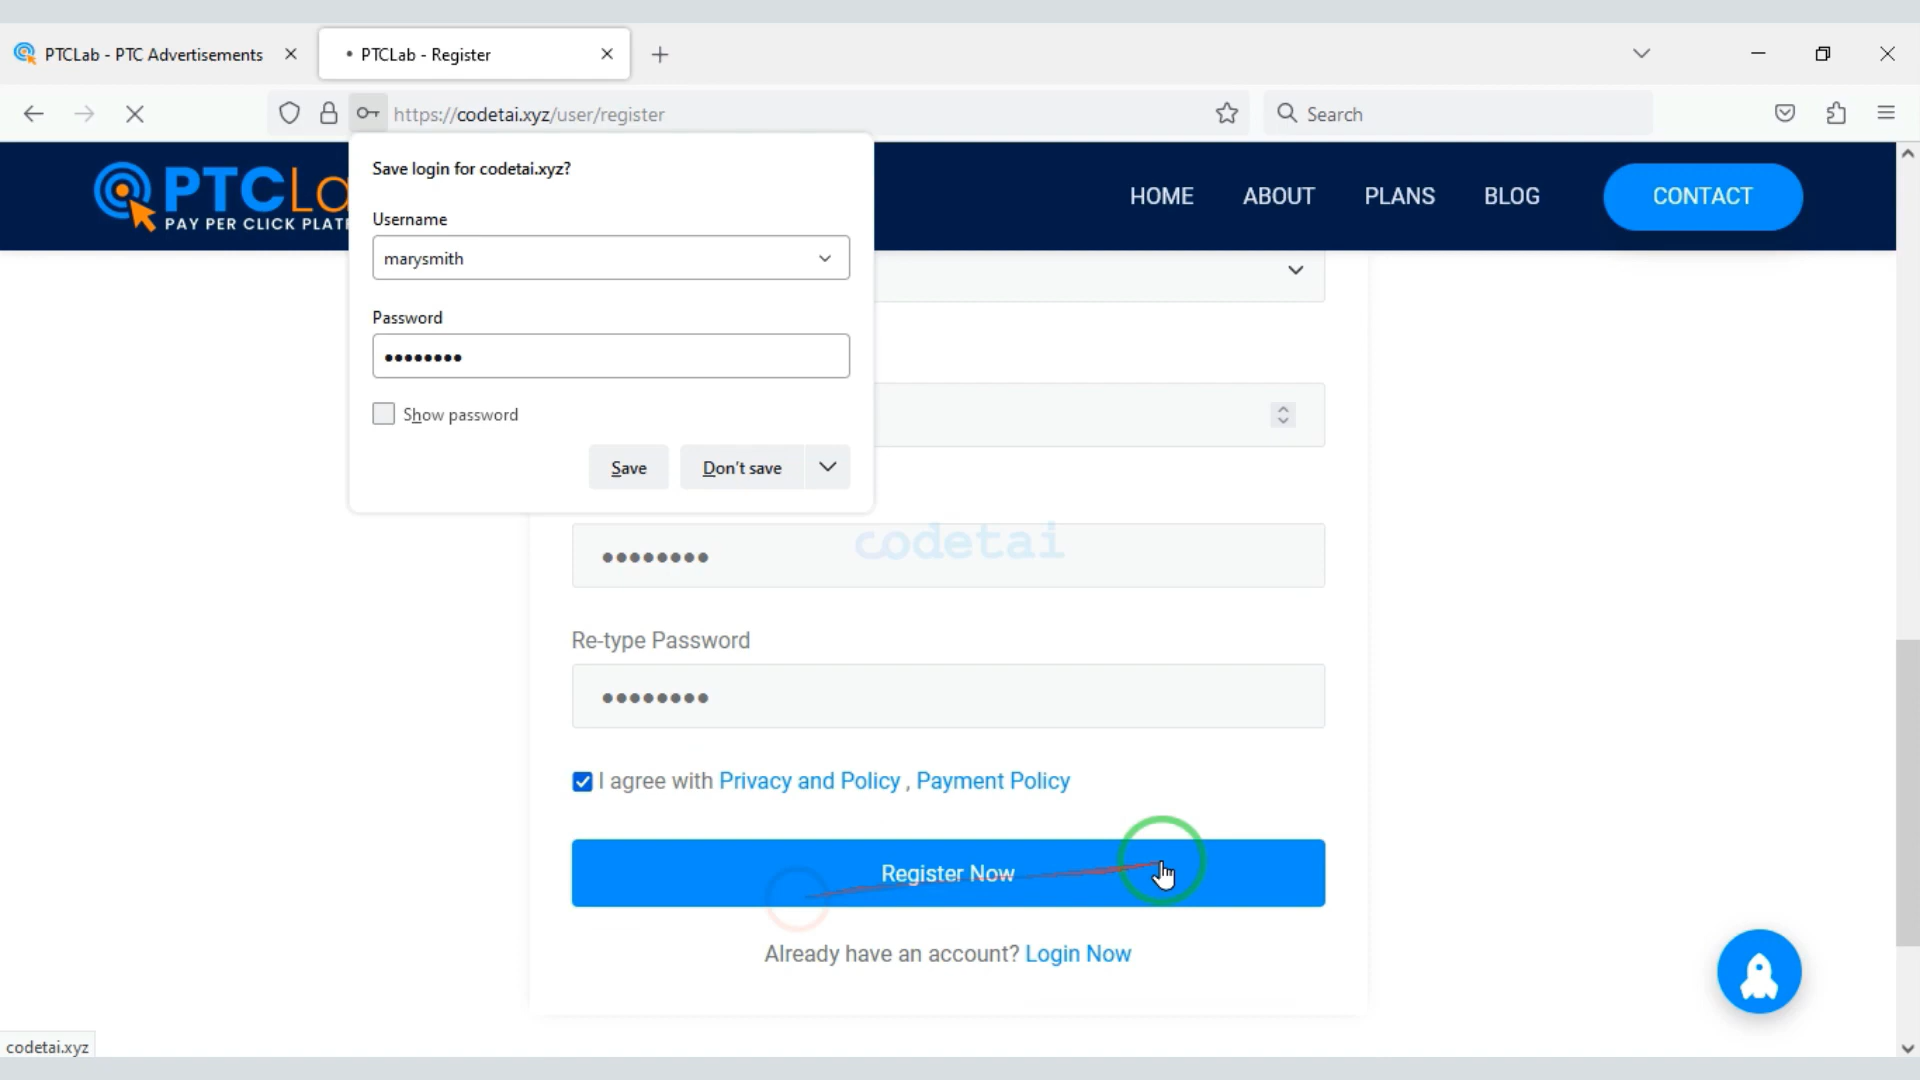 PTCLab - PTC Advertisements
PTCLab - Register
https://codetai.xyz/user/register
Search
Save login for codetai.xyz?
Username
marysmith
Password
••••••••
Show password
Save
Don't save
PTCLa
PAY PER CLICK PLAT
HOME
ABOUT
PLANS
BLOG
CONTACT
codetai
••••••••
Re-type Password
••••••••
I agree with Privacy and Policy , Payment Policy
Register Now
Already have an account? Login Now
codetai.xyz